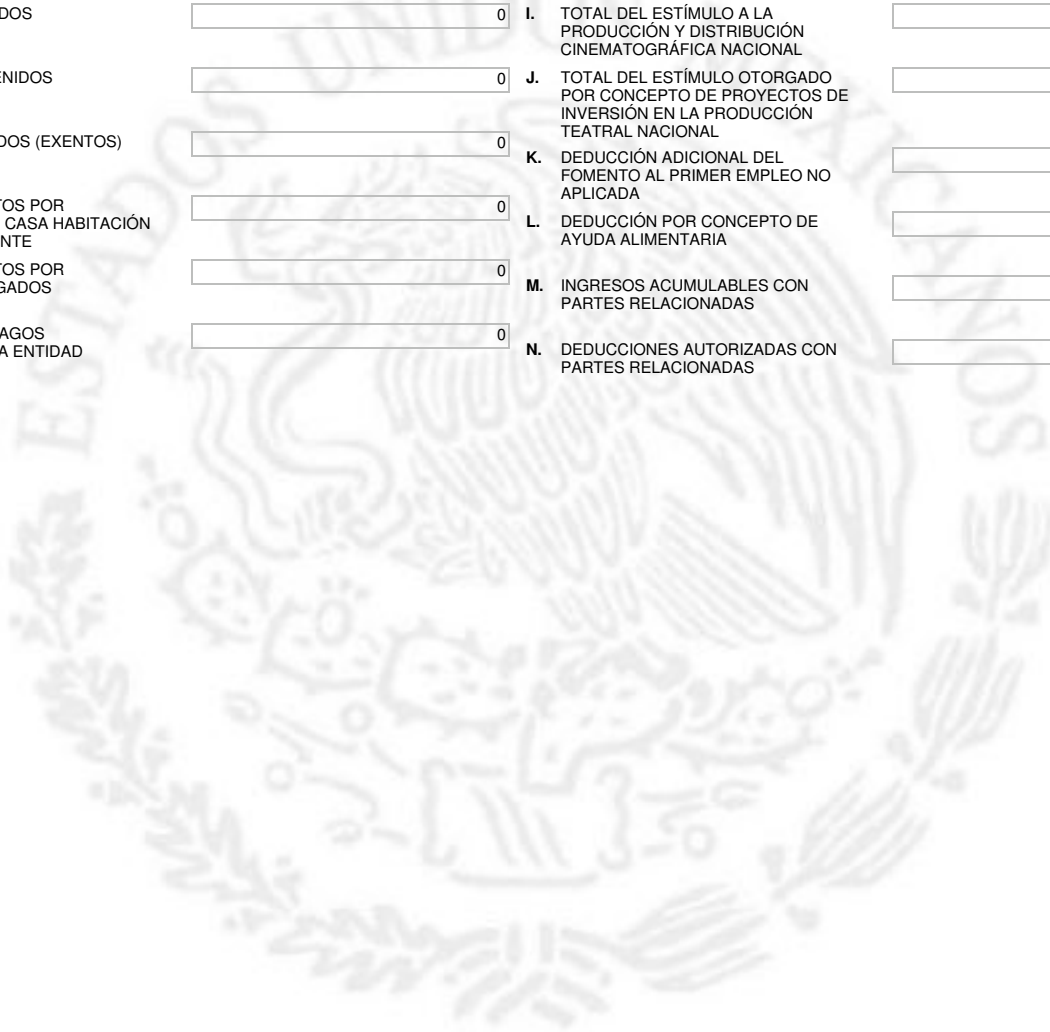 DOS
0
ENIDOS
0
DOS (EXENTOS)
0
TOS POR
CASA HABITACIÓN
NTE
0
TOS POR
GADOS
0
AGOS
A ENTIDAD
0
I. TOTAL DEL ESTÍMULO A LA
PRODUCCIÓN Y DISTRIBUCIÓN
CINEMATOGRÁFICA NACIONAL
J. TOTAL DEL ESTÍMULO OTORGADO
POR CONCEPTO DE PROYECTOS DE
INVERSIÓN EN LA PRODUCCIÓN
TEATRAL NACIONAL
K. DEDUCCIÓN ADICIONAL DEL
FOMENTO AL PRIMER EMPLEO NO
APLICADA
L. DEDUCCIÓN POR CONCEPTO DE
AYUDA ALIMENTARIA
M. INGRESOS ACUMULABLES CON
PARTES RELACIONADAS
N. DEDUCCIONES AUTORIZADAS CON
PARTES RELACIONADAS
ESTADOS UNIDOS MEXICANOS